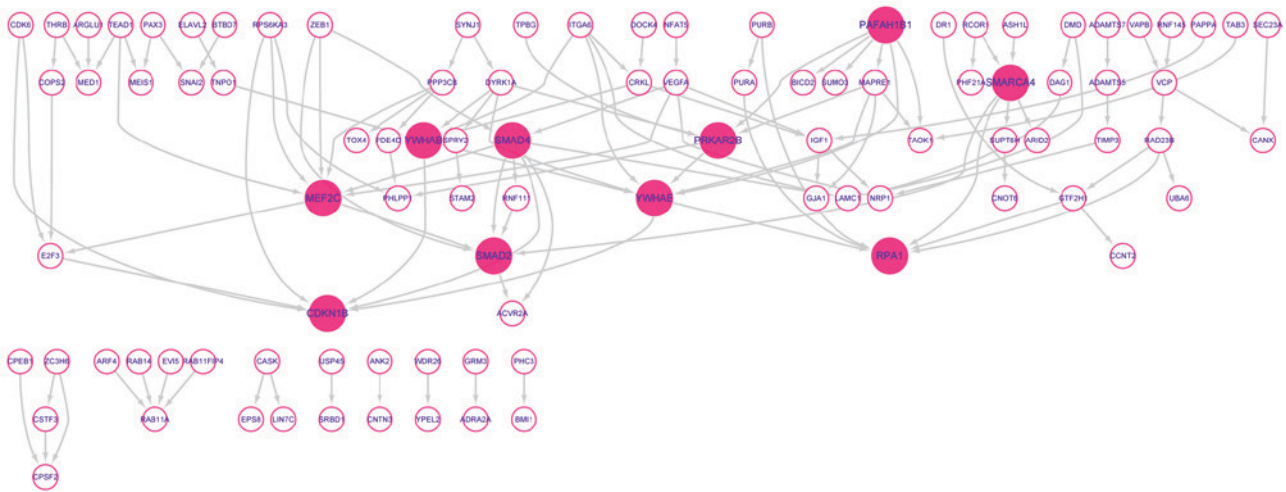 CDK6 THRB ARGLU1 TEAD1 PAX3 ELAVL2 BTBD7 RPS6KA3 ZEB1 SYNJ1 TPBG ITGA6 DOCK4 NFAT5 PURB PAFAH1B1 DR1 RCOR1 ASH1L DMD ADAMTS7 VAPB RNF145 PAPPA TAB3 SEC23A
COPS2 MED1 MEIS1 SNAI2 TNPO1 PPP3CB DYRK1A CRKL VEGFA PURA BICD2 SUMO3 MAPRE1 PHF21A SMARCA4 DAG1 ADAMTS5 VCP
TOX4 PDE4D YWHAB SPRY2 SMAD4 PRKAR2B IGF1 TAOK1 SUPT6H ARID2 TIMP3 RAD23B CANX
MEF2C PHLPP1 STAM2 RNF111 YWHAE GJA1 LAMC1 NRP1 CNOT6 GTF2H1 UBA6
E2F3 SMAD2 RPA1 CCNT2
CDKN1B ACVR2A
CPEB1 ZC3H6 ARF4 RAB14 EVI5 RAB11FIP4 CASK USP45 ANK2 WDR26 GRM3 PHC3
CSTF3 RAB11A EPS8 LIN7C SRBD1 CNTN3 YPEL2 ADRA2A BMI1
CPSF2